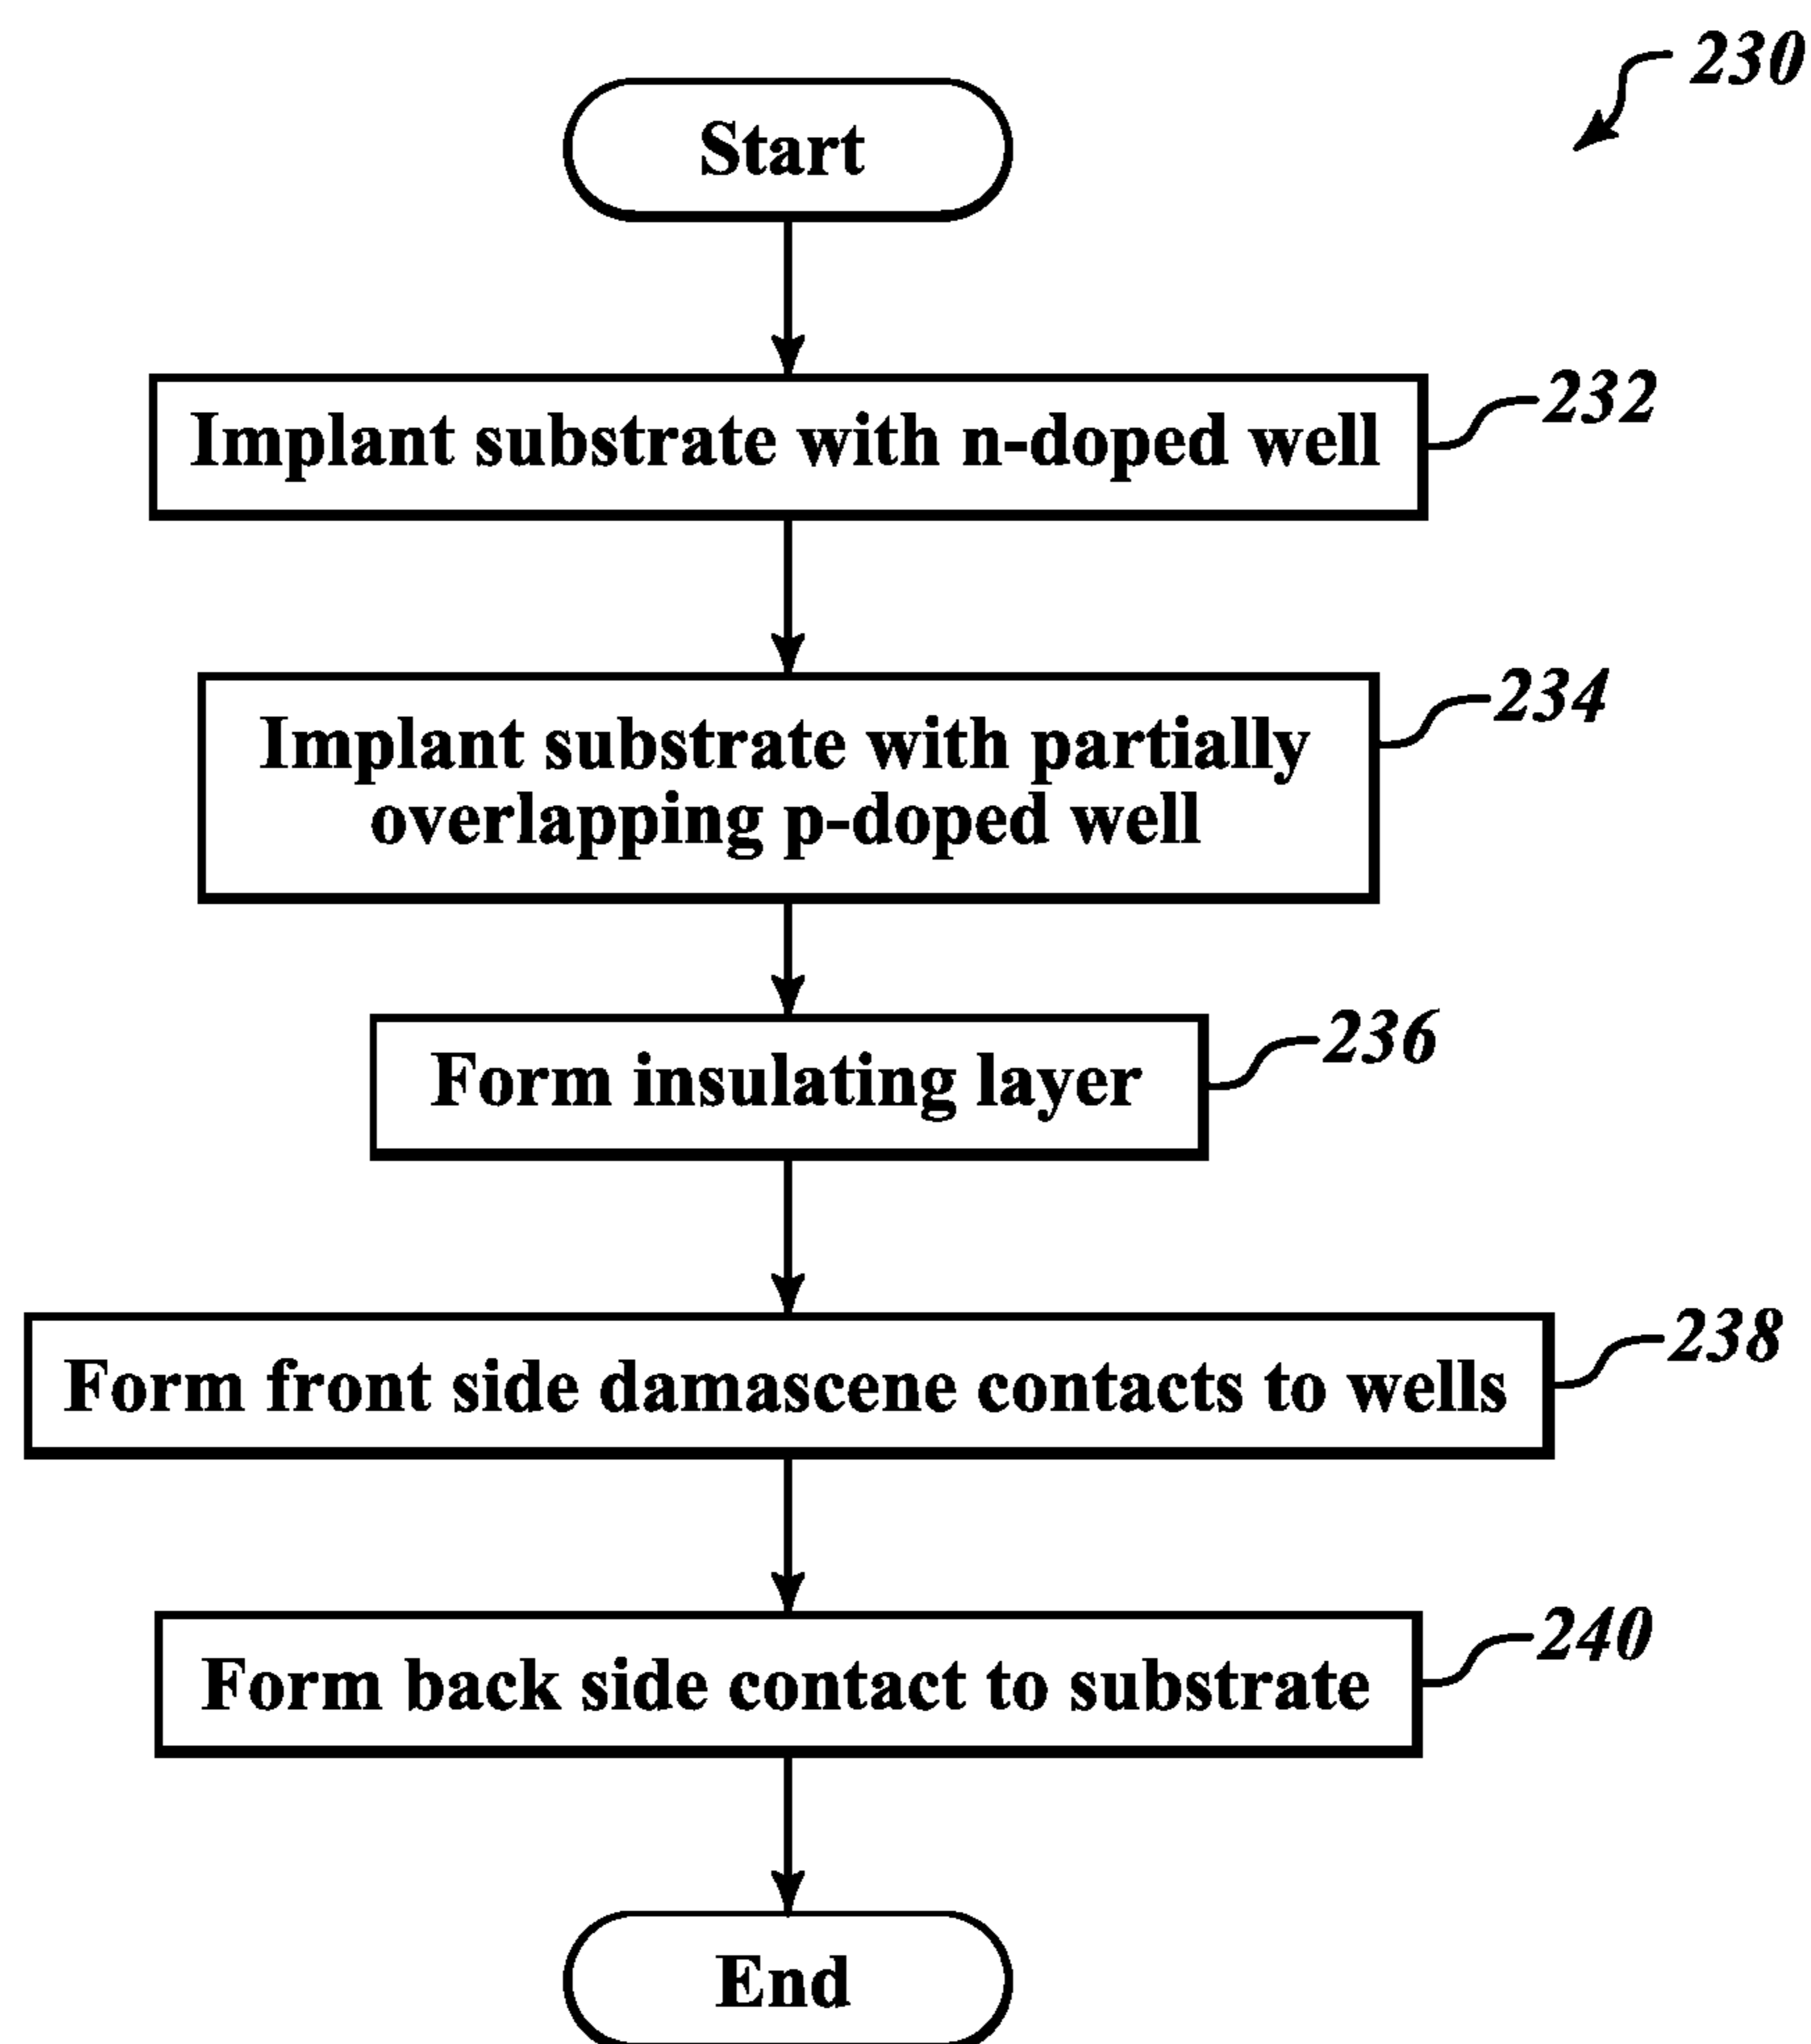 230
Start
Implant substrate with n-doped well
232
Implant substrate with partially
overlapping p-doped well
234
Form insulating layer
236
Form front side damascene contacts to wells
238
Form back side contact to substrate
240
End